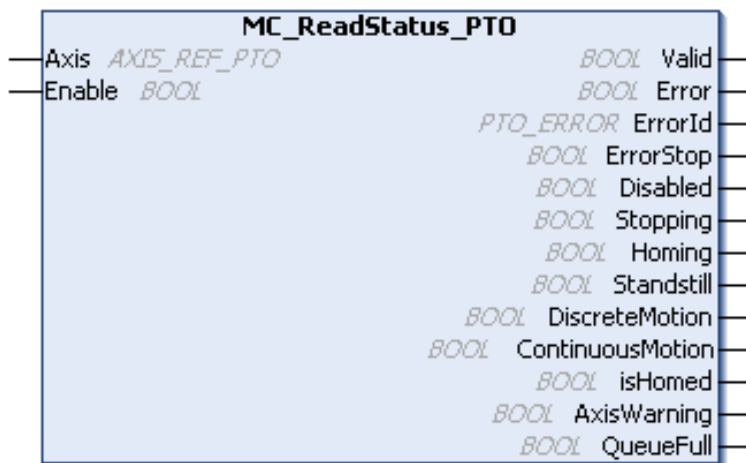 MC_ReadStatus_PTO
Axis AXIS_REF_PTO BOOL Valid
Enable BOOL BOOL Error
PTO_ERROR ErrorId
BOOL ErrorStop
BOOL Disabled
BOOL Stopping
BOOL Homing
BOOL Standstill
BOOL DiscreteMotion
BOOL ContinuousMotion
BOOL isHomed
BOOL AxisWarning
BOOL QueueFull